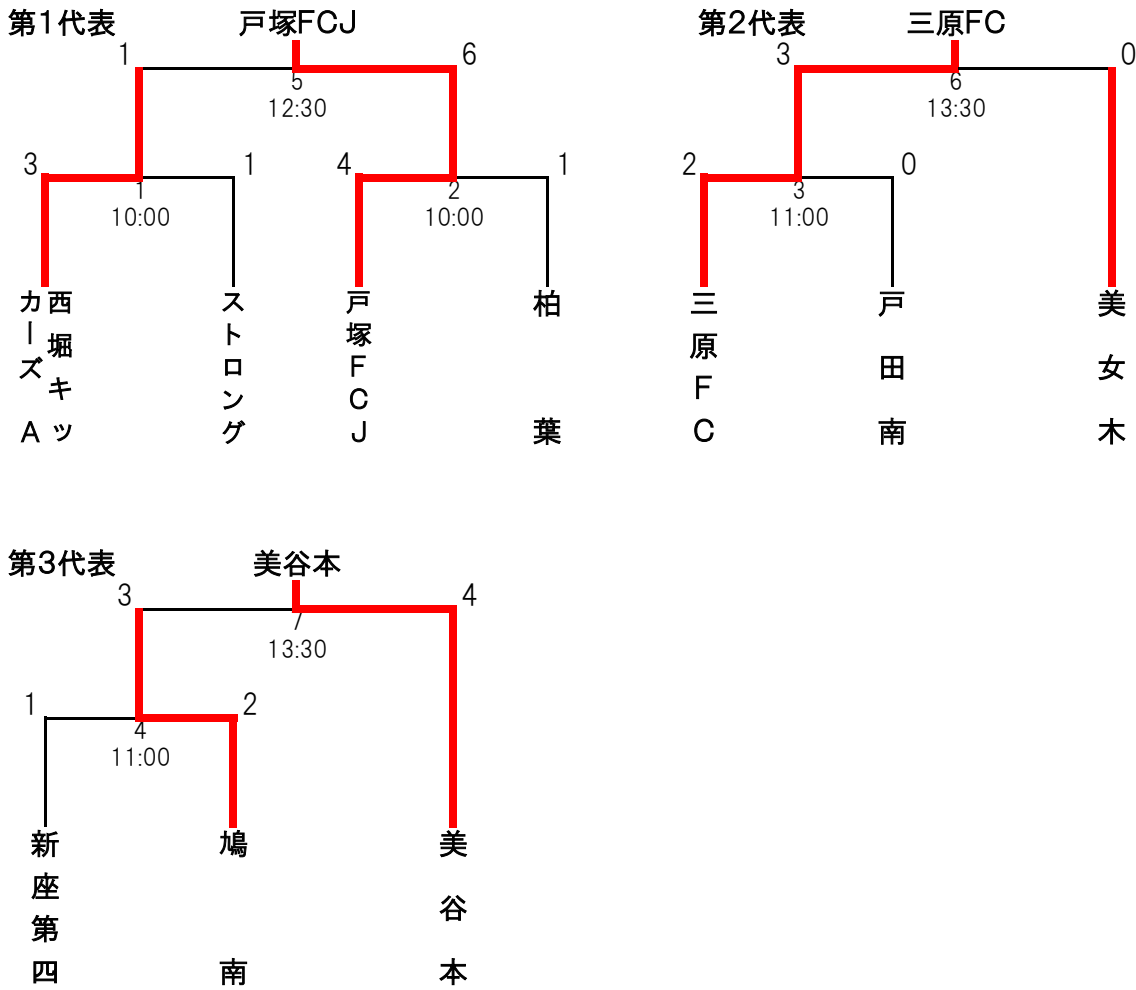 第1代表
戸塚FCJ
1
6
5
12:30
3
1
4
1
1
10:00
2
10:00
西堀キッ
カーズ A
ストロング
戸塚FCJ
柏葉
第2代表
三原FC
3
0
6
13:30
2
0
3
11:00
三原FC
戸田南
美女木
第3代表
美谷本
3
4
7
13:30
1
2
4
11:00
新座第四
鳩南
美谷本